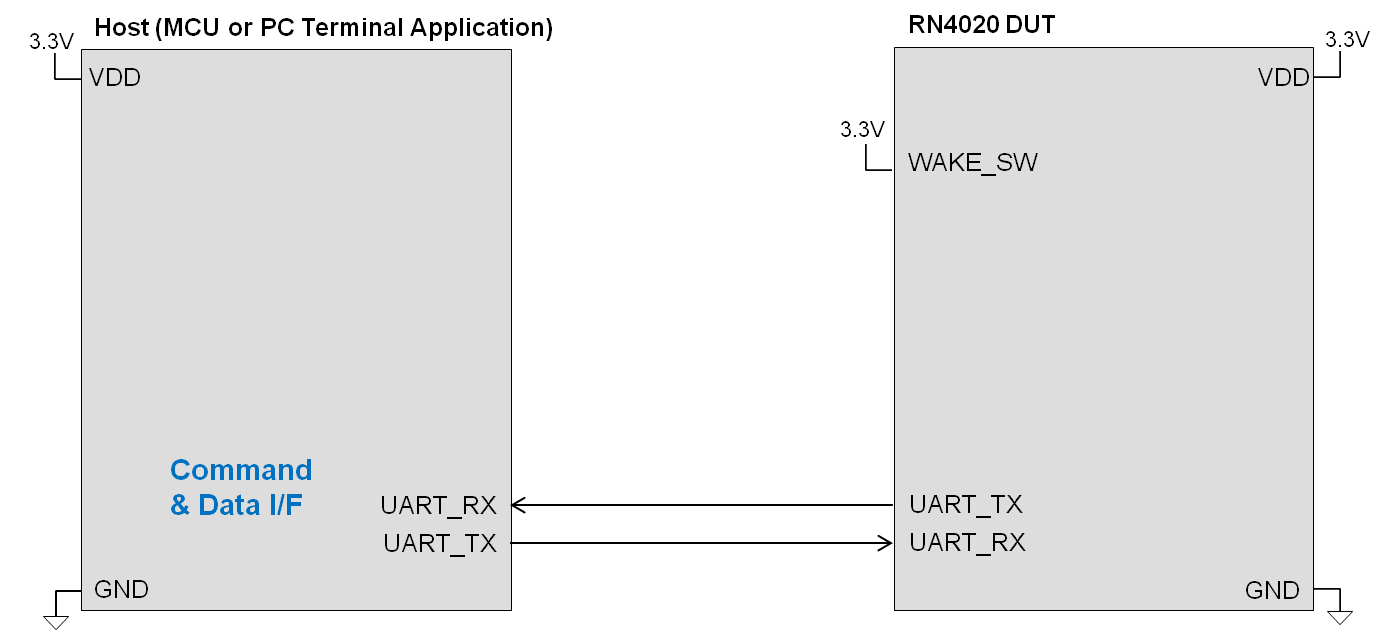 Host (MCU or PC Terminal Application)
3.3V
VDD
Command
& Data I/F
UART_RX
UART_TX
GND
RN4020 DUT
3.3V
VDD
3.3V
WAKE_SW
UART_TX
UART_RX
GND